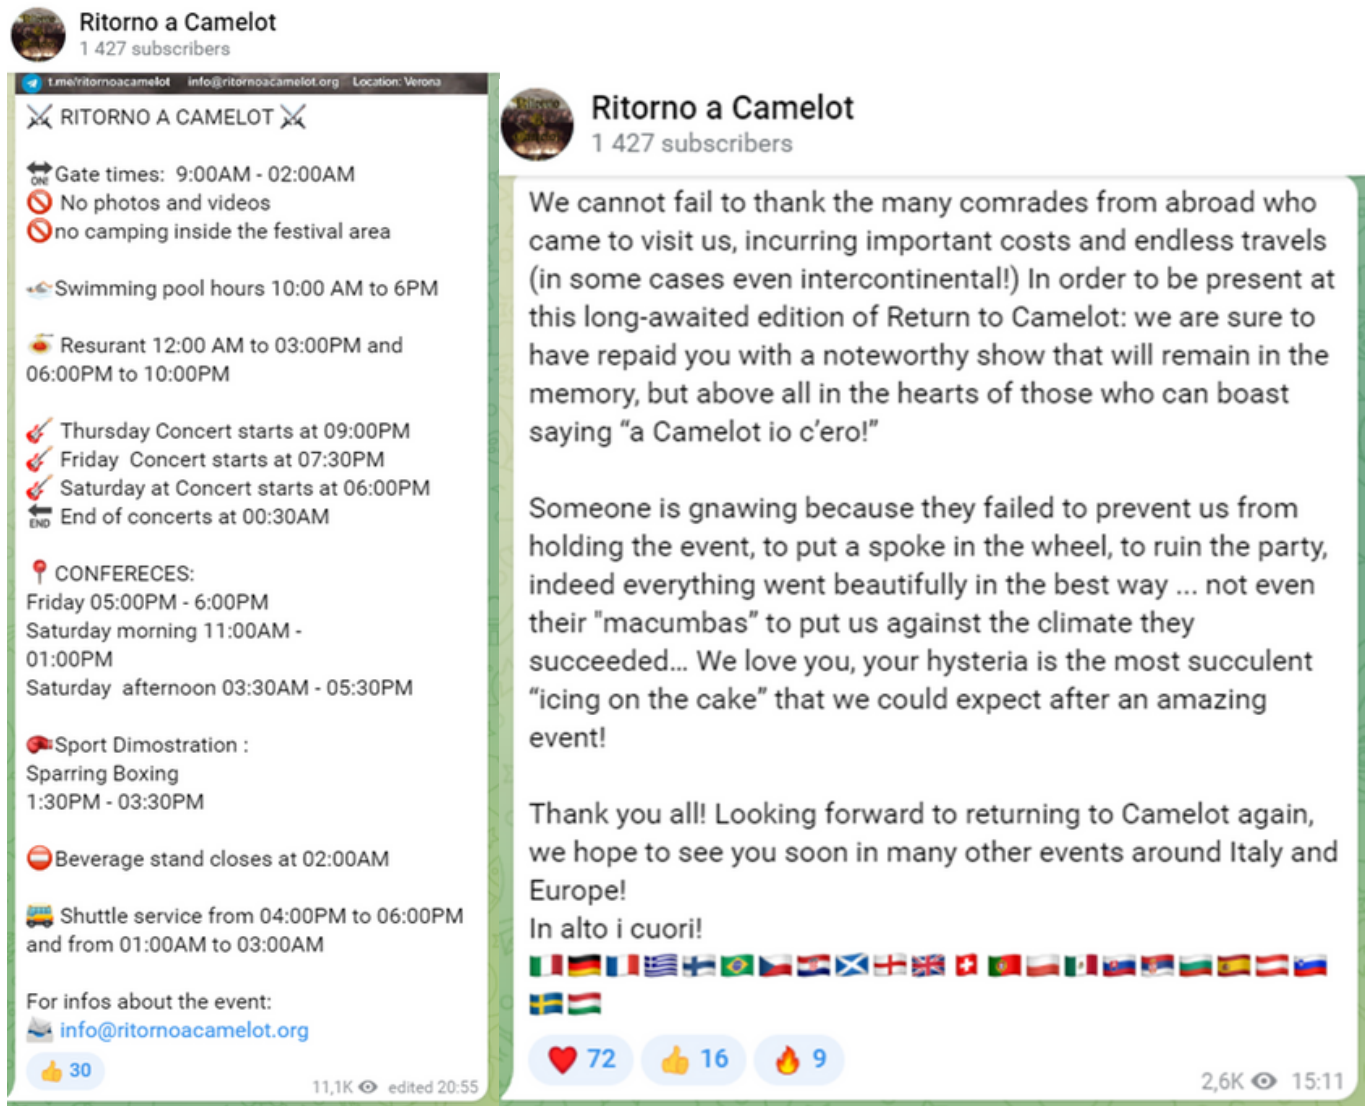 Ritorno a Camelot
1 427 subscribers
t.me/ritornoacamelot info@ritornoacamelot.org Location: Verona
RITORNO A CAMELOT
ON! Gate times: 9:00AM - 02:00AM
No photos and videos
no camping inside the festival area
Swimming pool hours 10:00 AM to 6PM
Resurant 12:00 AM to 03:00PM and
06:00PM to 10:00PM
Thursday Concert starts at 09:00PM
Friday Concert starts at 07:30PM
Saturday at Concert starts at 06:00PM
END End of concerts at 00:30AM
CONFERECES:
Friday 05:00PM - 6:00PM
Saturday morning 11:00AM -
01:00PM
Saturday afternoon 03:30AM - 05:30PM
Sport Dimostration :
Sparring Boxing
1:30PM - 03:30PM
Beverage stand closes at 02:00AM
Shuttle service from 04:00PM to 06:00PM
and from 01:00AM to 03:00AM
For infos about the event:
info@ritornoacamelot.org
30
11,1K edited 20:55
Ritorno a Camelot
1 427 subscribers
We cannot fail to thank the many comrades from abroad who
came to visit us, incurring important costs and endless travels
(in some cases even intercontinental!) In order to be present at
this long-awaited edition of Return to Camelot: we are sure to
have repaid you with a noteworthy show that will remain in the
memory, but above all in the hearts of those who can boast
saying “a Camelot io c’ero!”
Someone is gnawing because they failed to prevent us from
holding the event, to put a spoke in the wheel, to ruin the party,
indeed everything went beautifully in the best way ... not even
their "macumbas” to put us against the climate they
succeeded... We love you, your hysteria is the most succulent
“icing on the cake” that we could expect after an amazing
event!
Thank you all! Looking forward to returning to Camelot again,
we hope to see you soon in many other events around Italy and
Europe!
In alto i cuori!
72 16 9
2,6K 15:11